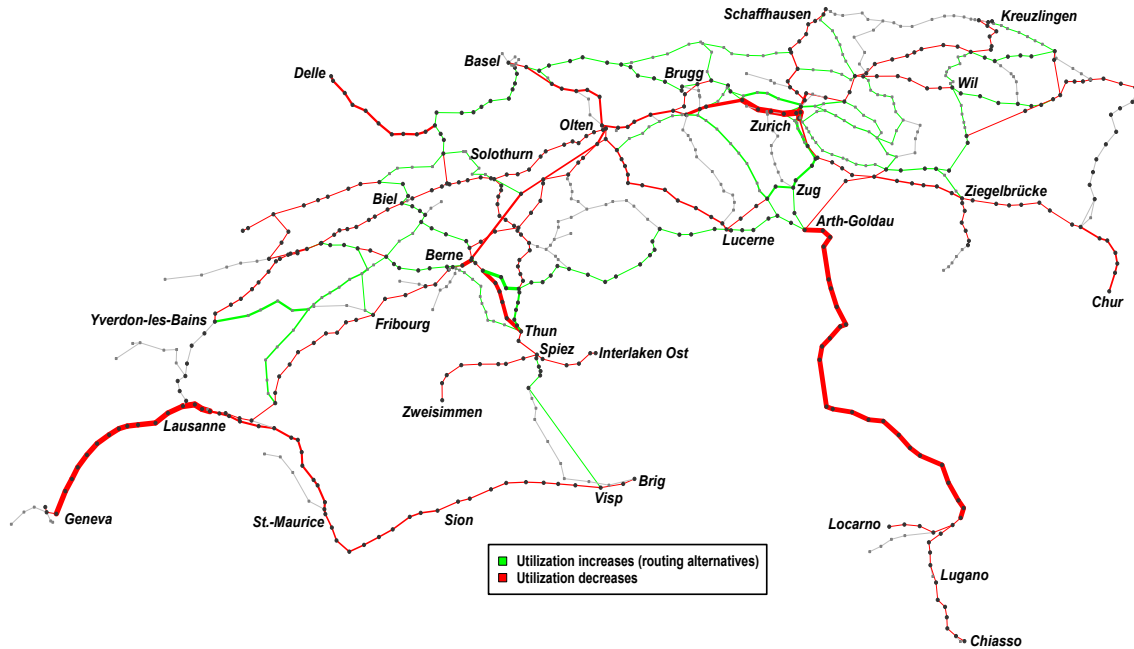 Schaffhausen
Kreuzlingen
Basel
Delle
Brugg
Wil
Olten
Zurich
Solothurn
Zug
Ziegelbrücke
Biel
Arth-Goldau
Lucerne
Berne
Chur
Yverdon-les-Bains
Fribourg
Thun
Spiez
Interlaken Ost
Zweisimmen
Lausanne
Brig
Visp
Geneva
St.-Maurice
Sion
Locarno
Utilization increases (routing alternatives)
Utilization decreases
Lugano
Chiasso